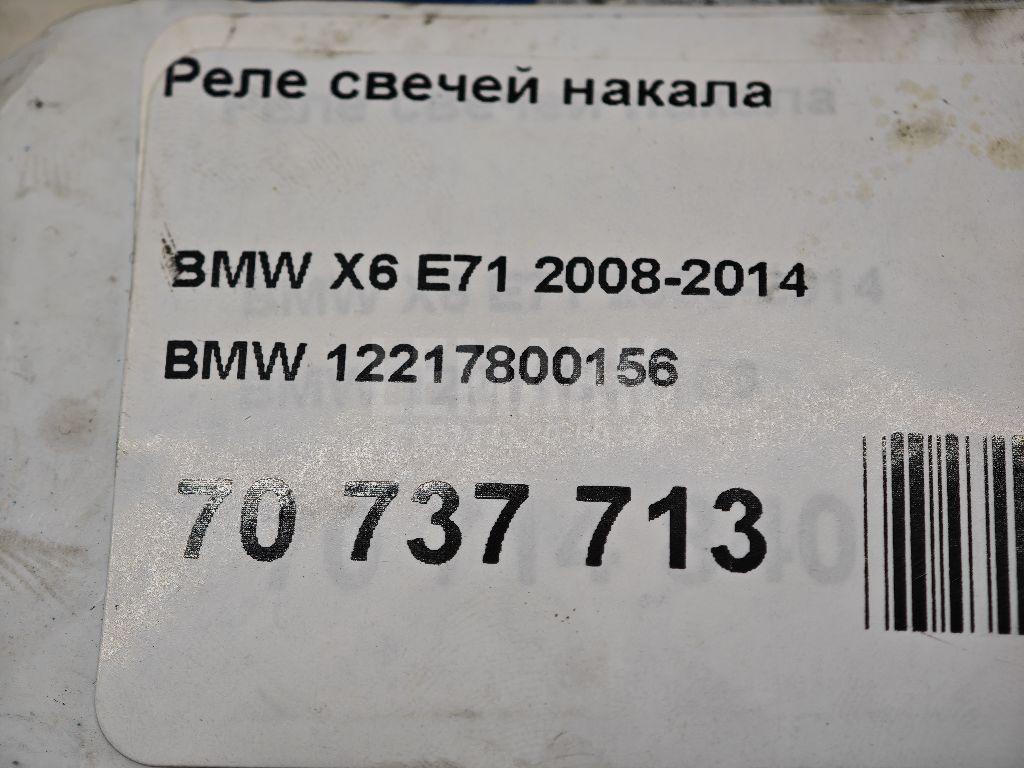 Реле свечей накала
BMW X6 E71 2008-2014
BMW 12217800156
70 737 713